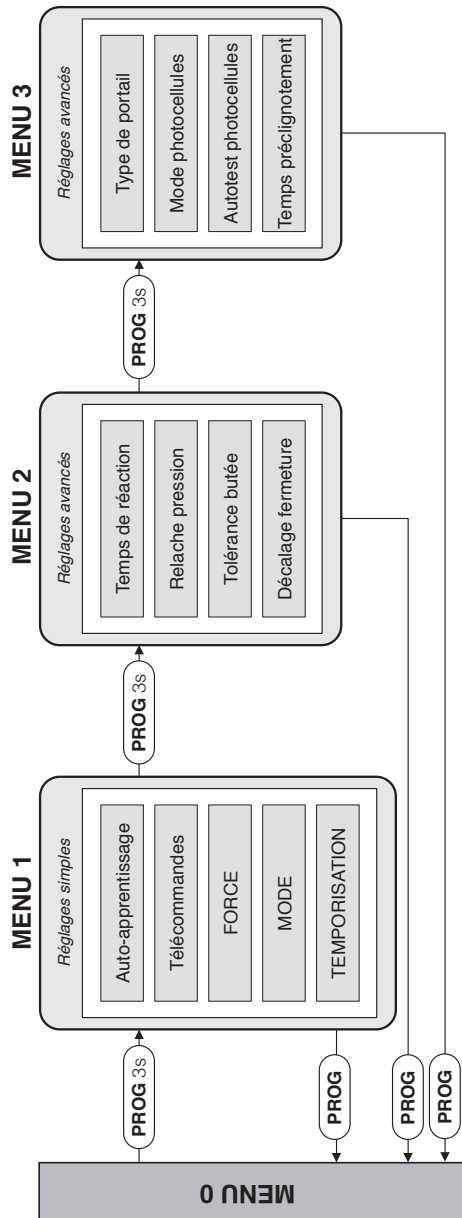 MENU 0
PROG 3s
PROG
PROG
PROG
MENU 1
Réglages simples
Auto-apprentissage
Télécommandes
FORCE
MODE
TEMPORISATION
PROG 3s
MENU 2
Réglages avancés
Temps de réaction
Relache pression
Tolérance butée
Décalage fermeture
PROG 3s
MENU 3
Réglages avancés
Type de portail
Mode photocellules
Autotest photocellules
Temps préclignotement